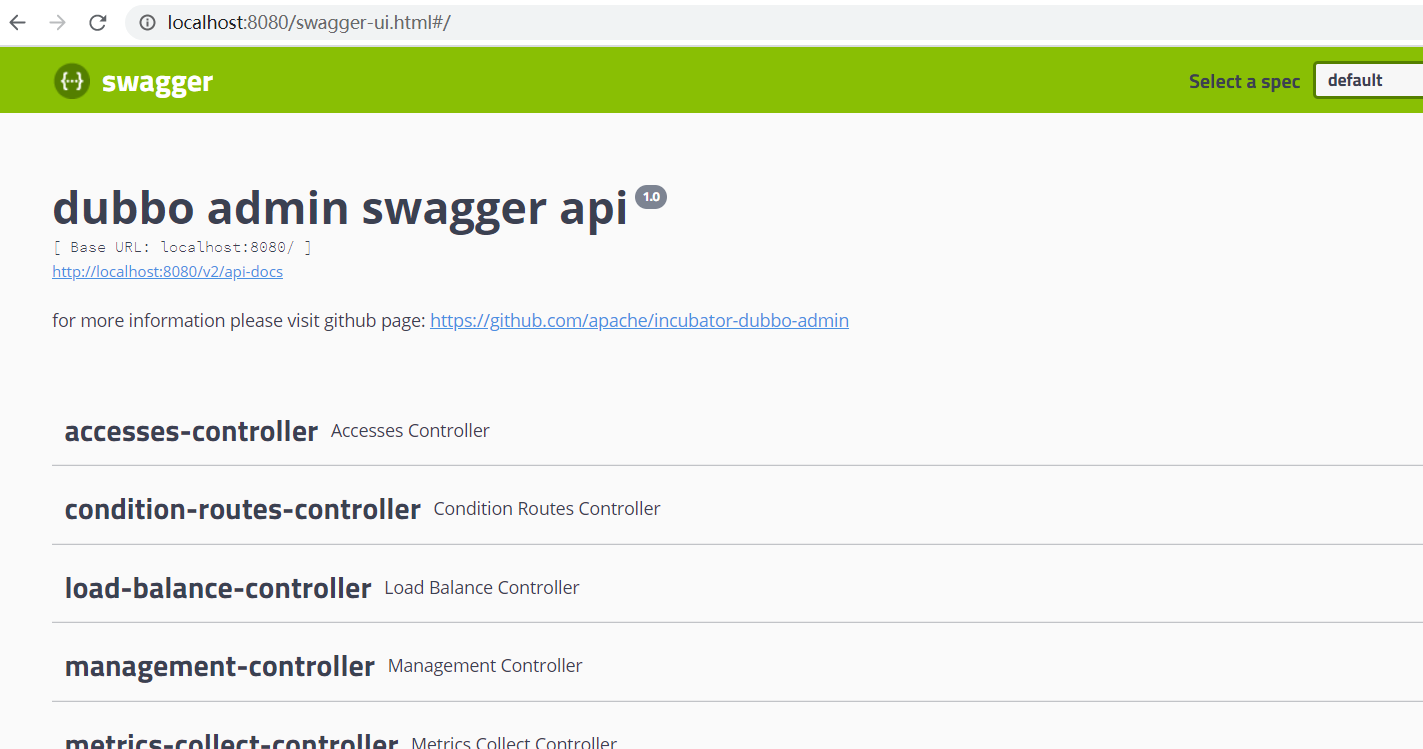 localhost:8080/swagger-ui.html#/
{...} swagger Select a spec default
dubbo admin swagger api 1.0
[ Base URL: localhost:8080/ ]
http://localhost:8080/v2/api-docs
for more information please visit github page: https://github.com/apache/incubator-dubbo-admin
accesses-controller Accesses Controller
condition-routes-controller Condition Routes Controller
load-balance-controller Load Balance Controller
management-controller Management Controller
metrics-collect-controller Metrics Collect Controller